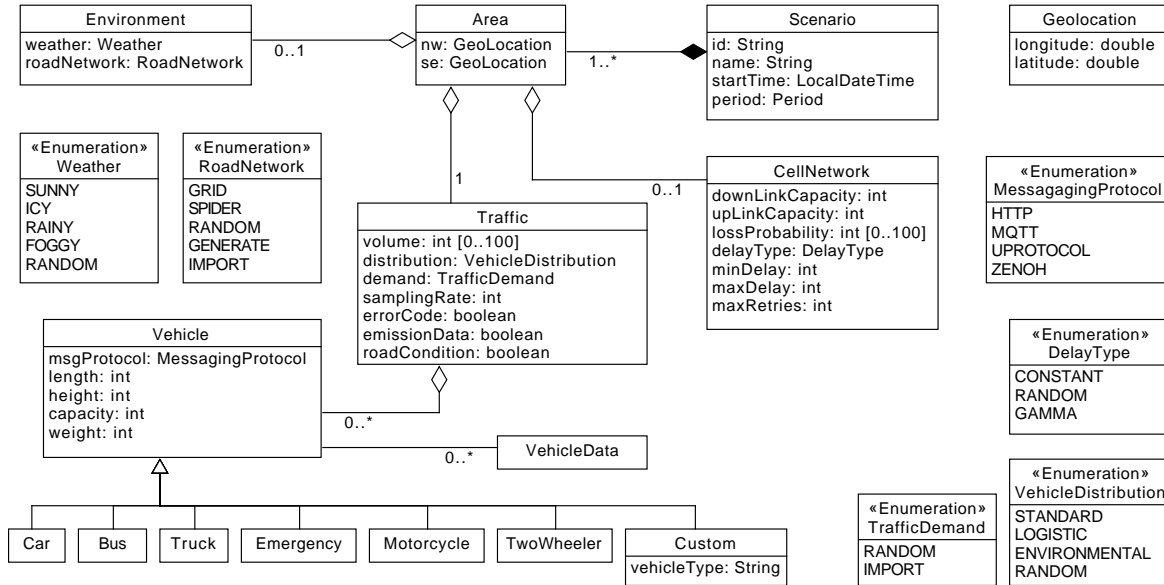 Environment
weather: Weather
roadNetwork: RoadNetwork
0..1
Area
nw: GeoLocation
se: GeoLocation
1..*
Scenario
id: String
name: String
startTime: LocalDateTime
period: Period
Geolocation
longitude: double
latitude: double
«Enumeration»
Weather
SUNNY
ICY
RAINY
FOGGY
RANDOM
«Enumeration»
RoadNetwork
GRID
SPIDER
RANDOM
GENERATE
IMPORT
1
0..1
Traffic
volume: int [0..100]
distribution: VehicleDistribution
demand: TrafficDemand
samplingRate: int
errorCode: boolean
emissionData: boolean
roadCondition: boolean
CellNetwork
downLinkCapacity: int
upLinkCapacity: int
lossProbability: int [0..100]
delayType: DelayType
minDelay: int
maxDelay: int
maxRetries: int
«Enumeration»
MessagagingProtocol
HTTP
MQTT
UPROTOCOL
ZENOH
Vehicle
msgProtocol: MessagingProtocol
length: int
height: int
capacity: int
weight: int
0..*
0..*
VehicleData
«Enumeration»
DelayType
CONSTANT
RANDOM
GAMMA
Car
Bus
Truck
Emergency
Motorcycle
TwoWheeler
Custom
vehicleType: String
«Enumeration»
TrafficDemand
RANDOM
IMPORT
«Enumeration»
VehicleDistribution
STANDARD
LOGISTIC
ENVIRONMENTAL
RANDOM